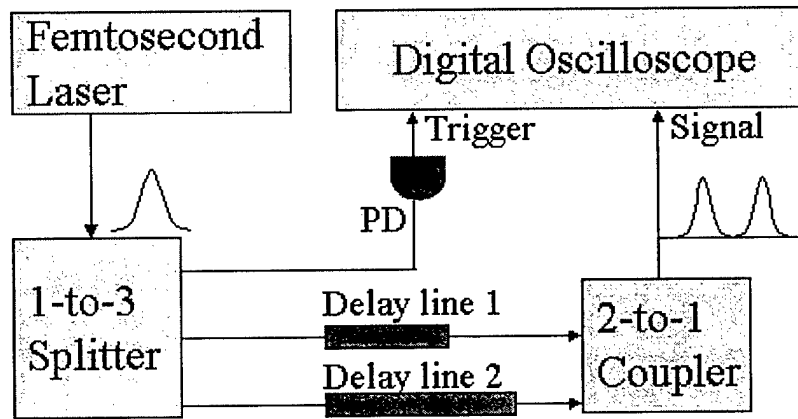 Femtosecond
Laser
Digital Oscilloscope
Trigger
Signal
PD
1-to-3
Splitter
Delay line 1
Delay line 2
2-to-1
Coupler